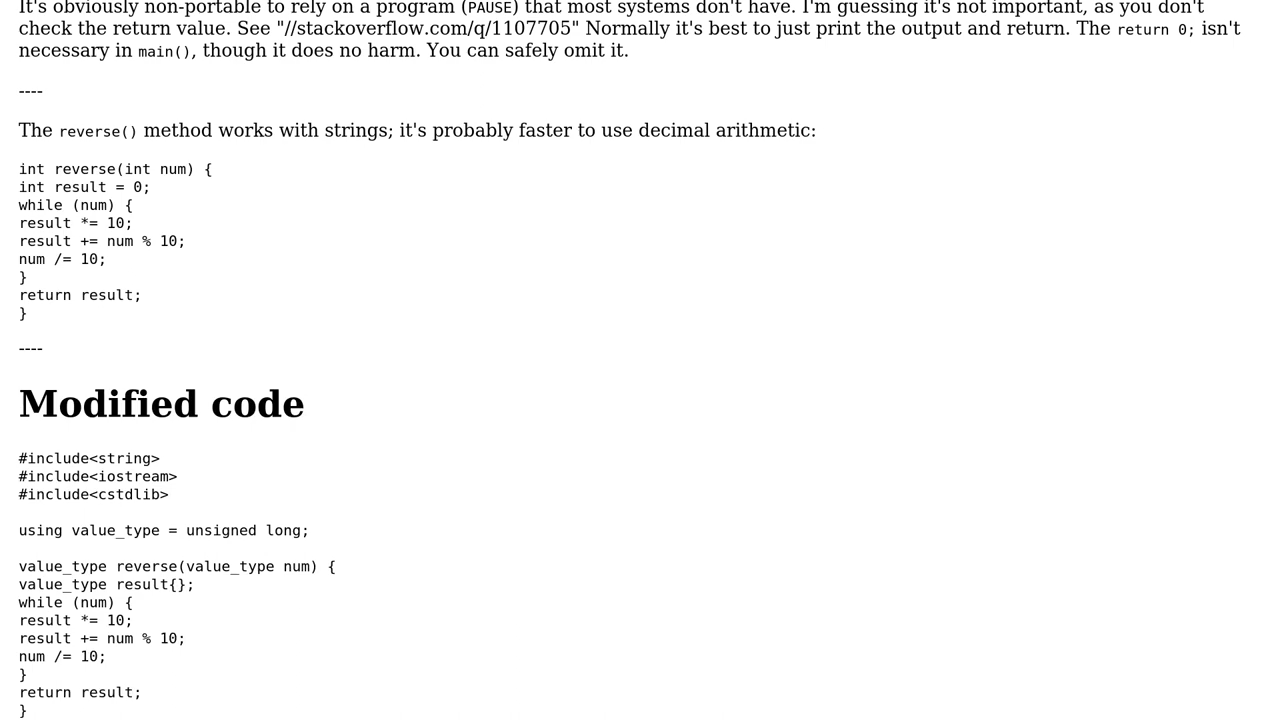 It's obviously non-portable to rely on a program (PAUSE) that most systems don't have. I'm guessing it's not important, as you don't
check the return value. See "//stackoverflow.com/q/1107705" Normally it's best to just print the output and return. The return 0; isn't
necessary in main(), though it does no harm. You can safely omit it.
----
The reverse() method works with strings; it's probably faster to use decimal arithmetic:
int reverse(int num) {
int result = 0;
while (num) {
result *= 10;
result += num % 10;
num /= 10;
}
return result;
}
----
Modified code
#include<string>
#include<iostream>
#include<cstdlib>
using value_type = unsigned long;
value_type reverse(value_type num) {
value_type result{};
while (num) {
result *= 10;
result += num % 10;
num /= 10;
}
return result;
}